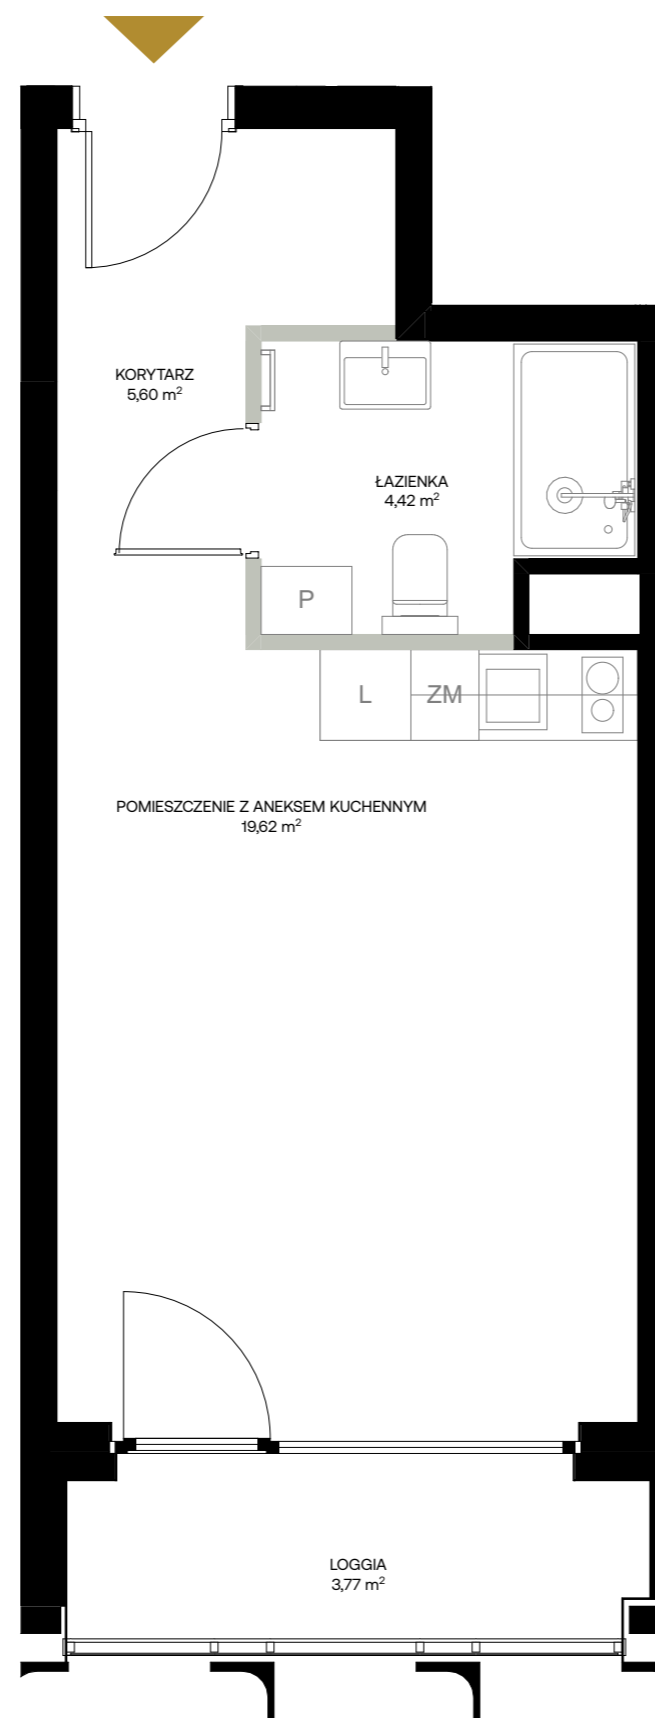 KORYTARZ
5,60 m²
ŁAZIENKA
4,42 m²
P
L
ZM
POMIESZCZENIE Z ANEKSEM KUCHENNYM
19,62 m²
LOGGIA
3,77 m²